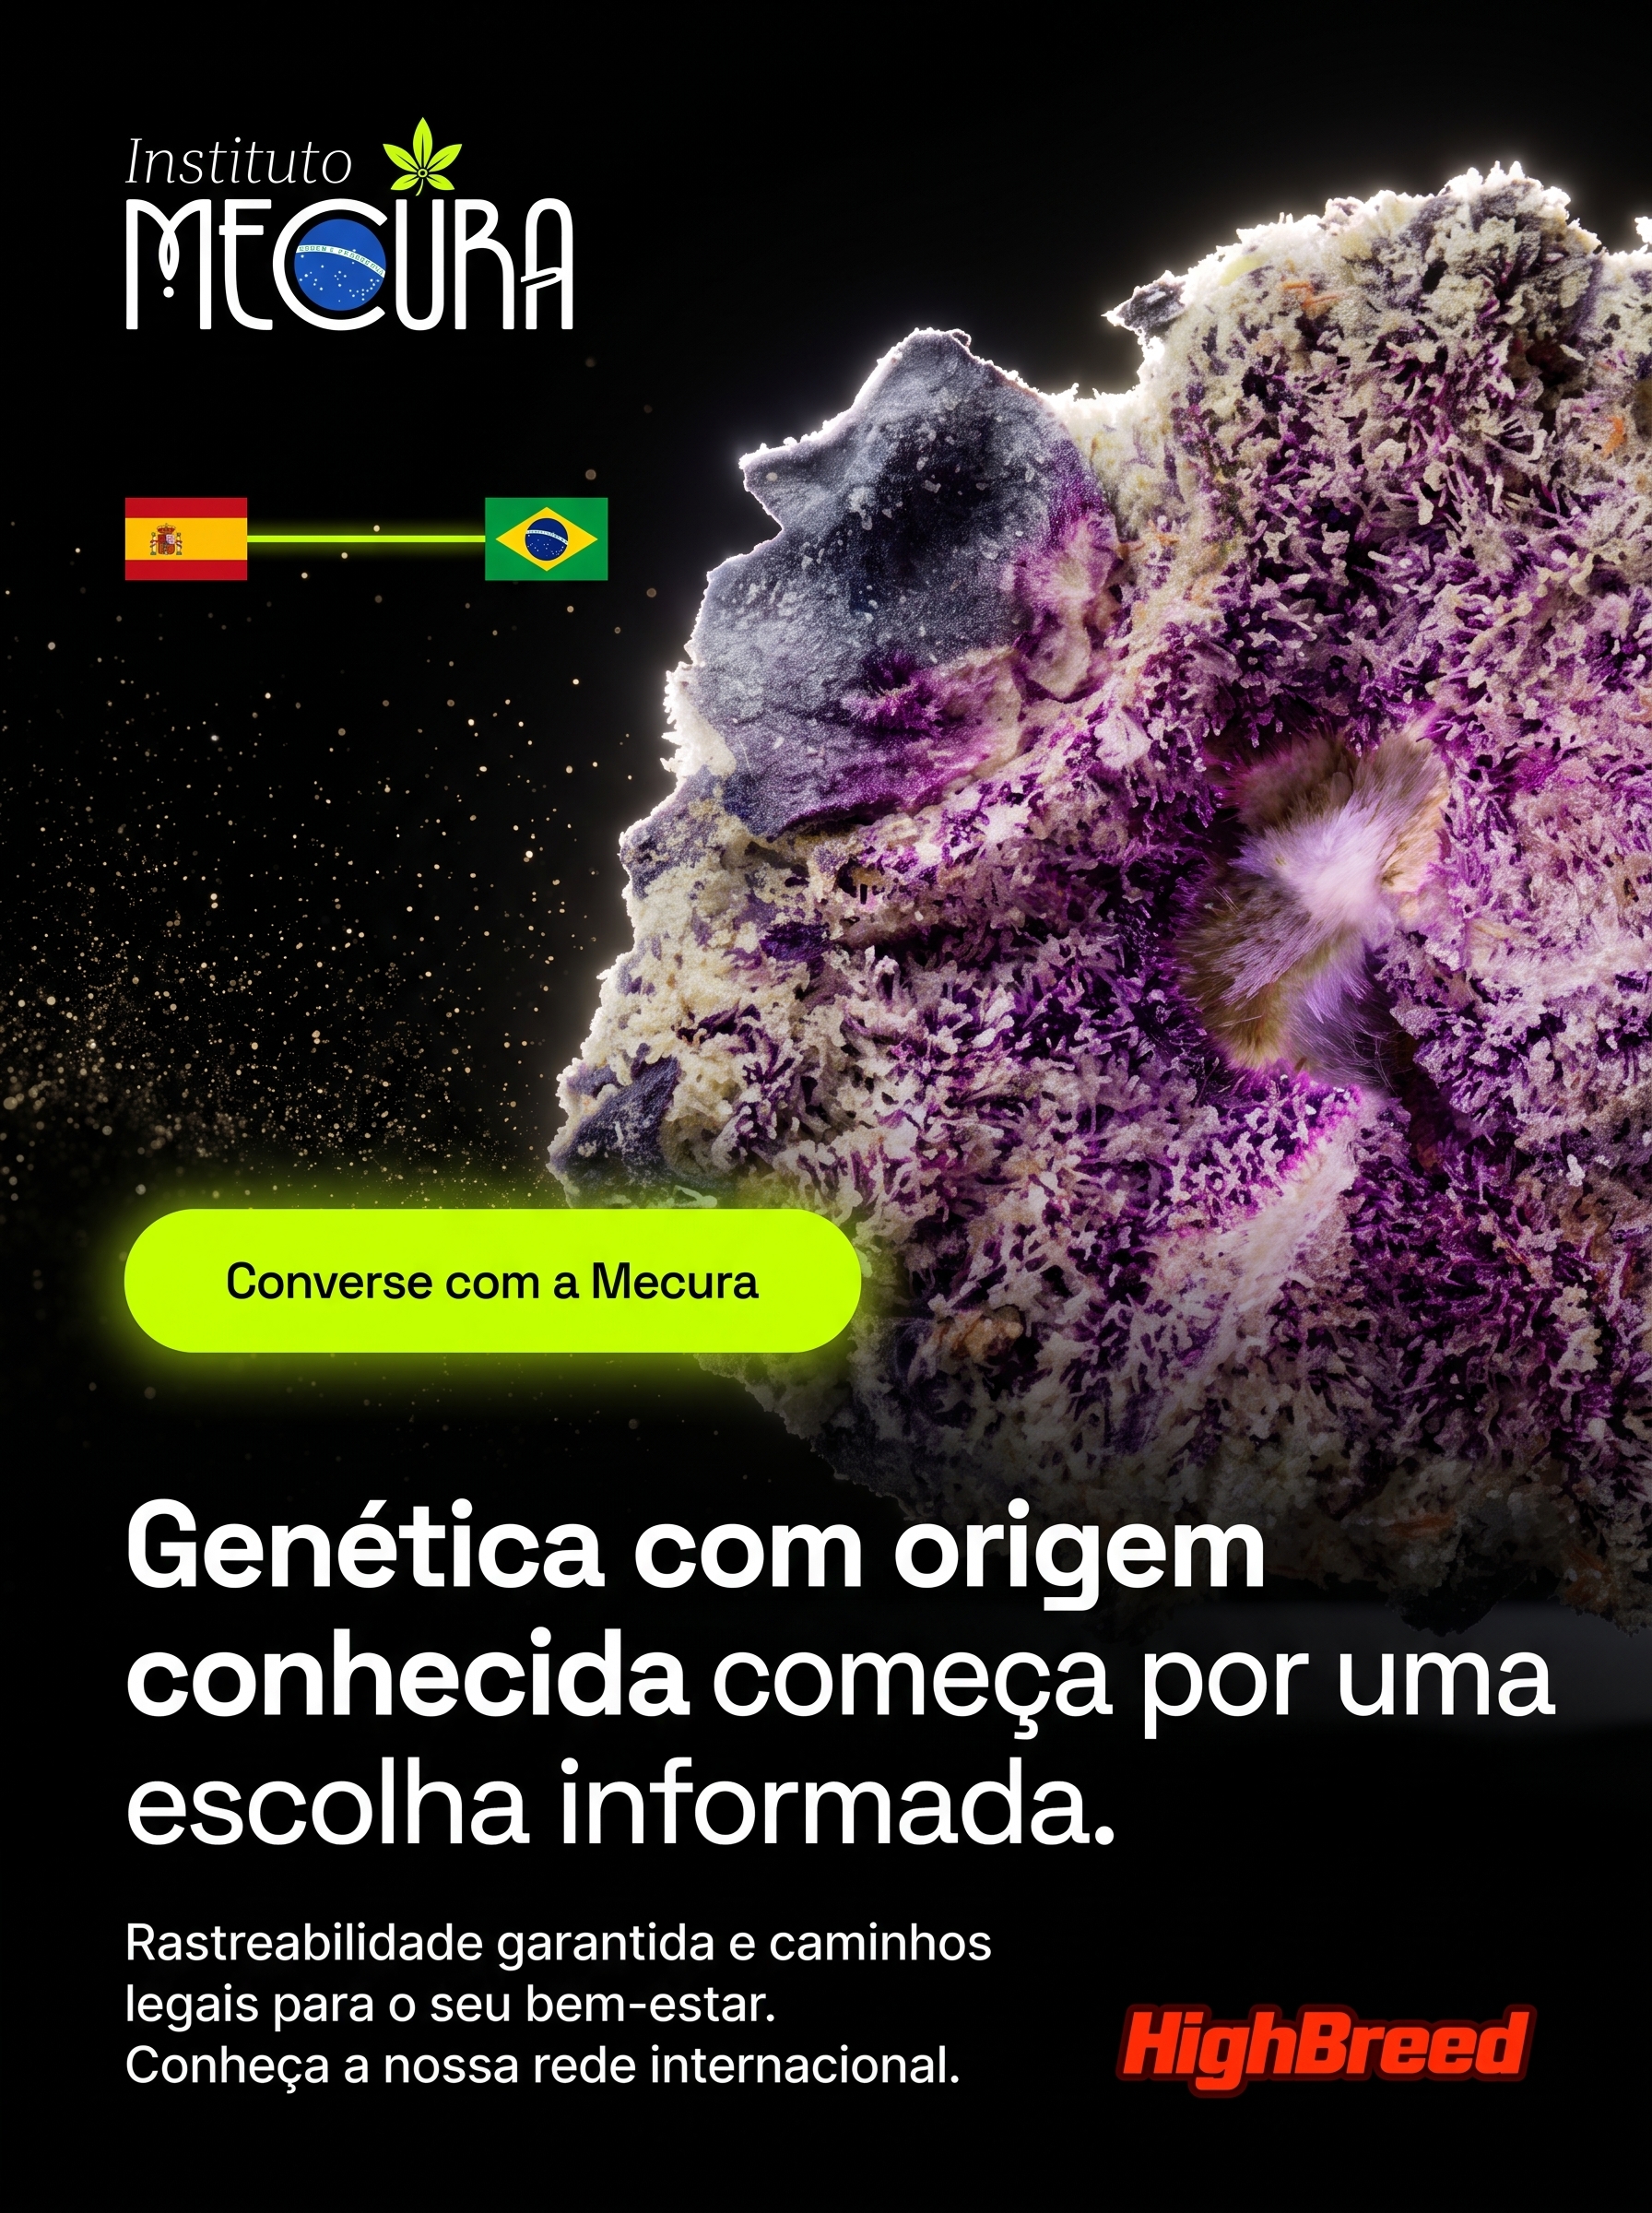 Instituto
MECURA
Converse com a Mecura
Genética com origem
conhecida começa por uma
escolha informada.
Rastreabilidade garantida e caminhos
legais para o seu bem-estar.
Conheça a nossa rede internacional.
HighBreed